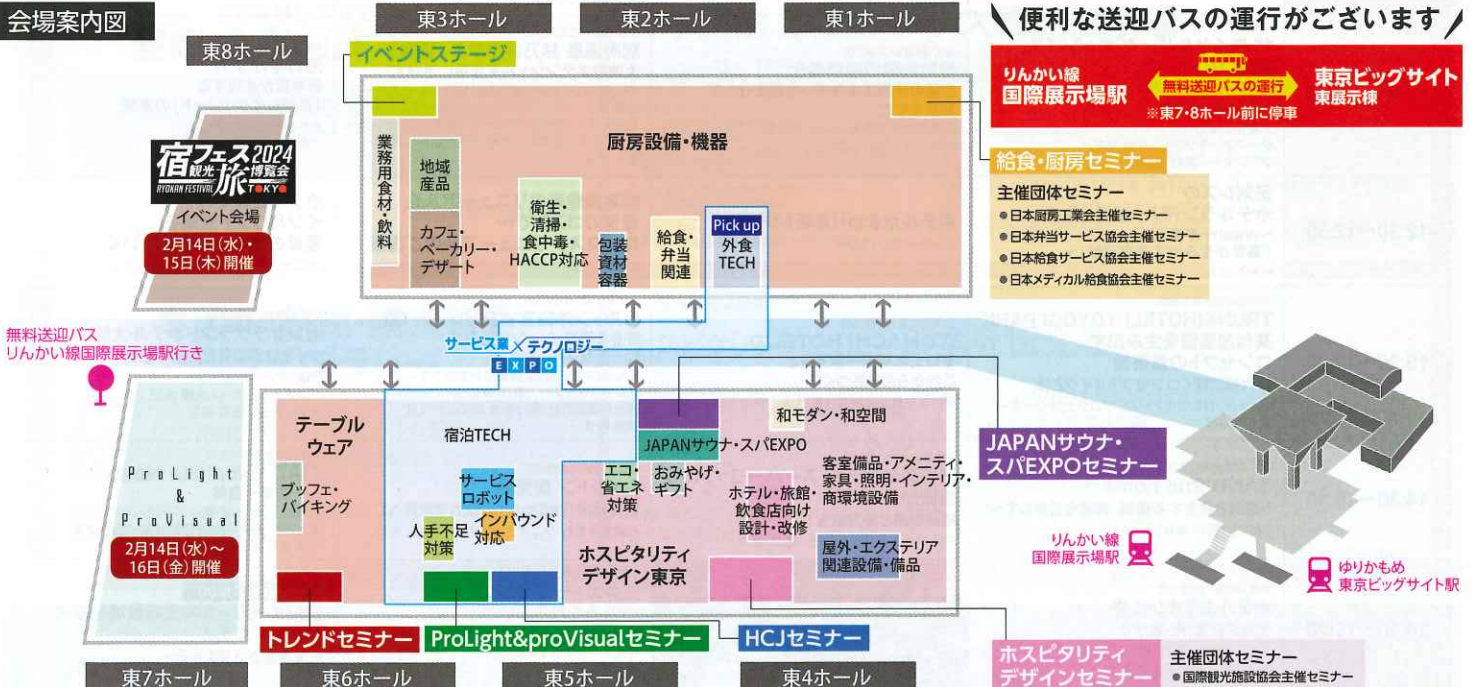 会場案内図
東3ホール
東2ホール
東1ホール
東8ホール
イベントステージ
\ 便利な送迎バスの運行がございます /
りんかい線
国際展示場駅
無料送迎バスの運行
※東7・8ホール前に停車
東京ビッグサイト
東展示棟
宿フェス2024
観光旅博覧会
RYOKAN FESTIVAL TOKYO
イベント会場
2月14日(水)・
15日(木)開催
業務用食材・飲料
地域
産品
カフェ・
ベーカリー・
デザート
厨房設備・機器
衛生・
清掃・
食中毒・
HACCP対応
包装
資材
容器
給食・
弁当
関連
Pick up
外食
TECH
給食・厨房セミナー
主催団体セミナー
●日本厨房工業会主催セミナー
●日本弁当サービス協会主催セミナー
●日本給食サービス協会主催セミナー
●日本メディカル給食協会主催セミナー
無料送迎バス
りんかい線国際展示場駅行き
サービス業×テクノロジー
EXPO
ProLight
&
ProVisual
2月14日(水)~
16日(金)開催
テーブル
ウェア
ブッフェ・
バイキング
宿泊TECH
サービス
ロボット
人手不足
対策
インバウンド
対応
JAPANサウナ・スパEXPO
エコ・
省エネ
対策
おみやげ・
ギフト
和モダン・和空間
ホテル・旅館・
飲食店向け
設計・改修
客室備品・アメニティ・
家具・照明・インテリア・
商環境設備
屋外・エクステリア
関連設備・備品
ホスピタリティ
デザイン東京
JAPANサウナ・
スパEXPOセミナー
りんかい線
国際展示場駅
ゆりかもめ
東京ビッグサイト駅
トレンドセミナー
ProLight&proVisualセミナー
HCJセミナー
ホスピタリティ
デザインセミナー
主催団体セミナー
●国際観光施設協会主催セミナー
東7ホール
東6ホール
東5ホール
東4ホール